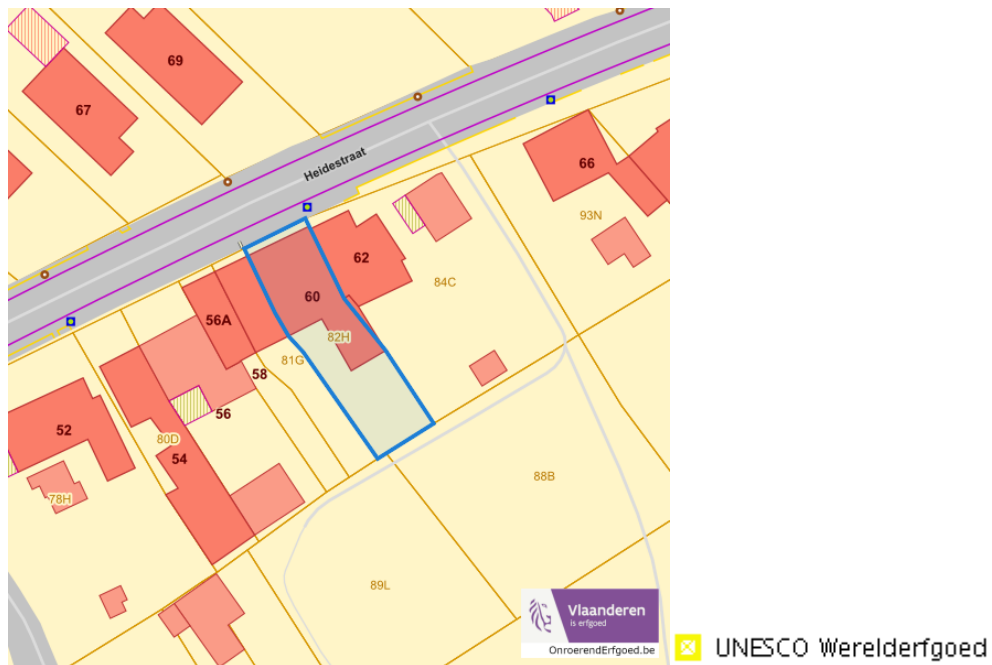 69
67
Heidestraat
66
93N
62
84C
60
56A
82H
81G
58
56
52
80D
54
78H
88B
89L
Vlaanderen
is erfgoed
OnroerendErfgoed.be
UNESCO Werelderfgoed